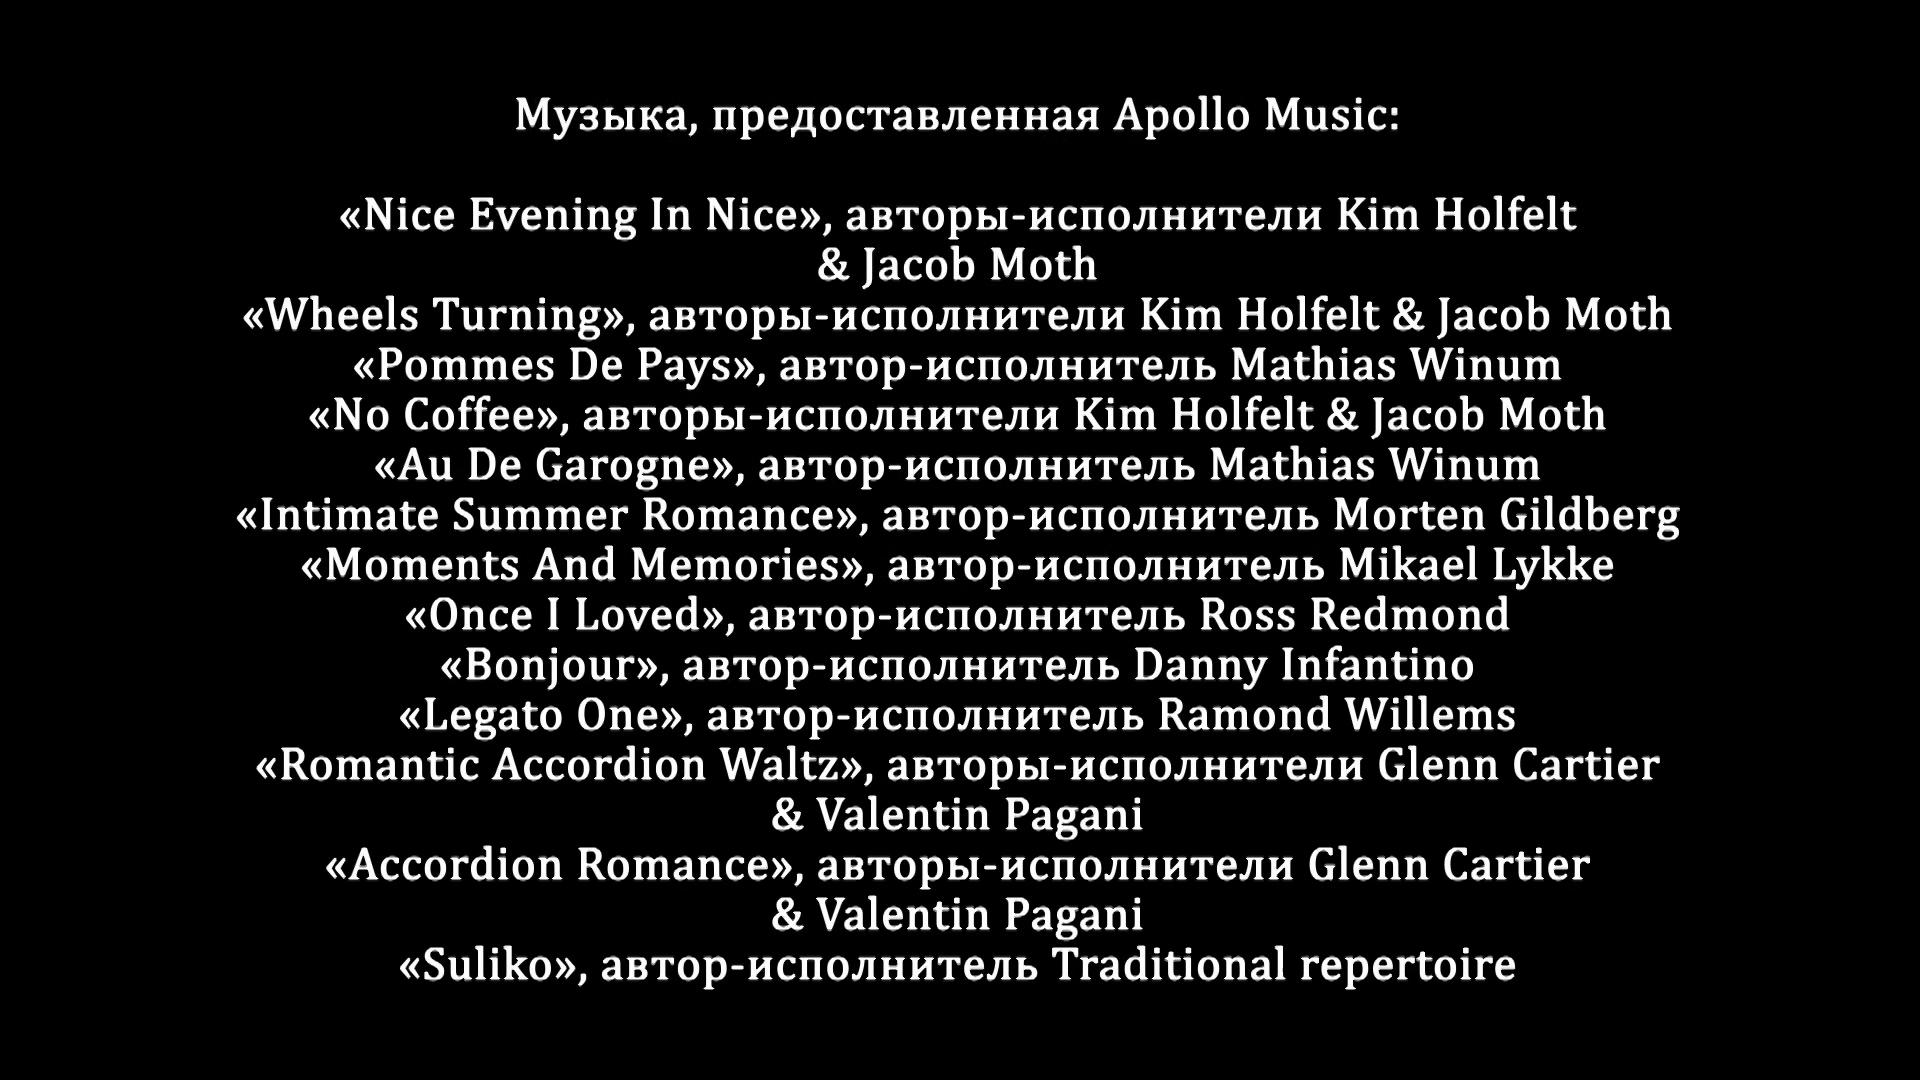 Музыка, предоставленная Apollo Music:
«Nice Evening In Nice», авторы-исполнители Kim Holfelt
& Jacob Moth
«Wheels Turning», авторы-исполнители Kim Holfelt & Jacob Moth
«Pommes De Pays», автор-исполнитель Mathias Winum
«No Coffee», авторы-исполнители Kim Holfelt & Jacob Moth
«Au De Garogne», автор-исполнитель Mathias Winum
«Intimate Summer Romance», автор-исполнитель Morten Gildberg
«Moments And Memories», автор-исполнитель Mikael Lykke
«Once I Loved», автор-исполнитель Ross Redmond
«Bonjour», автор-исполнитель Danny Infantino
«Legato One», автор-исполнитель Ramond Willems
«Romantic Accordion Waltz», авторы-исполнители Glenn Cartier
& Valentin Pagani
«Accordion Romance», авторы-исполнители Glenn Cartier
& Valentin Pagani
«Suliko», автор-исполнитель Traditional repertoire